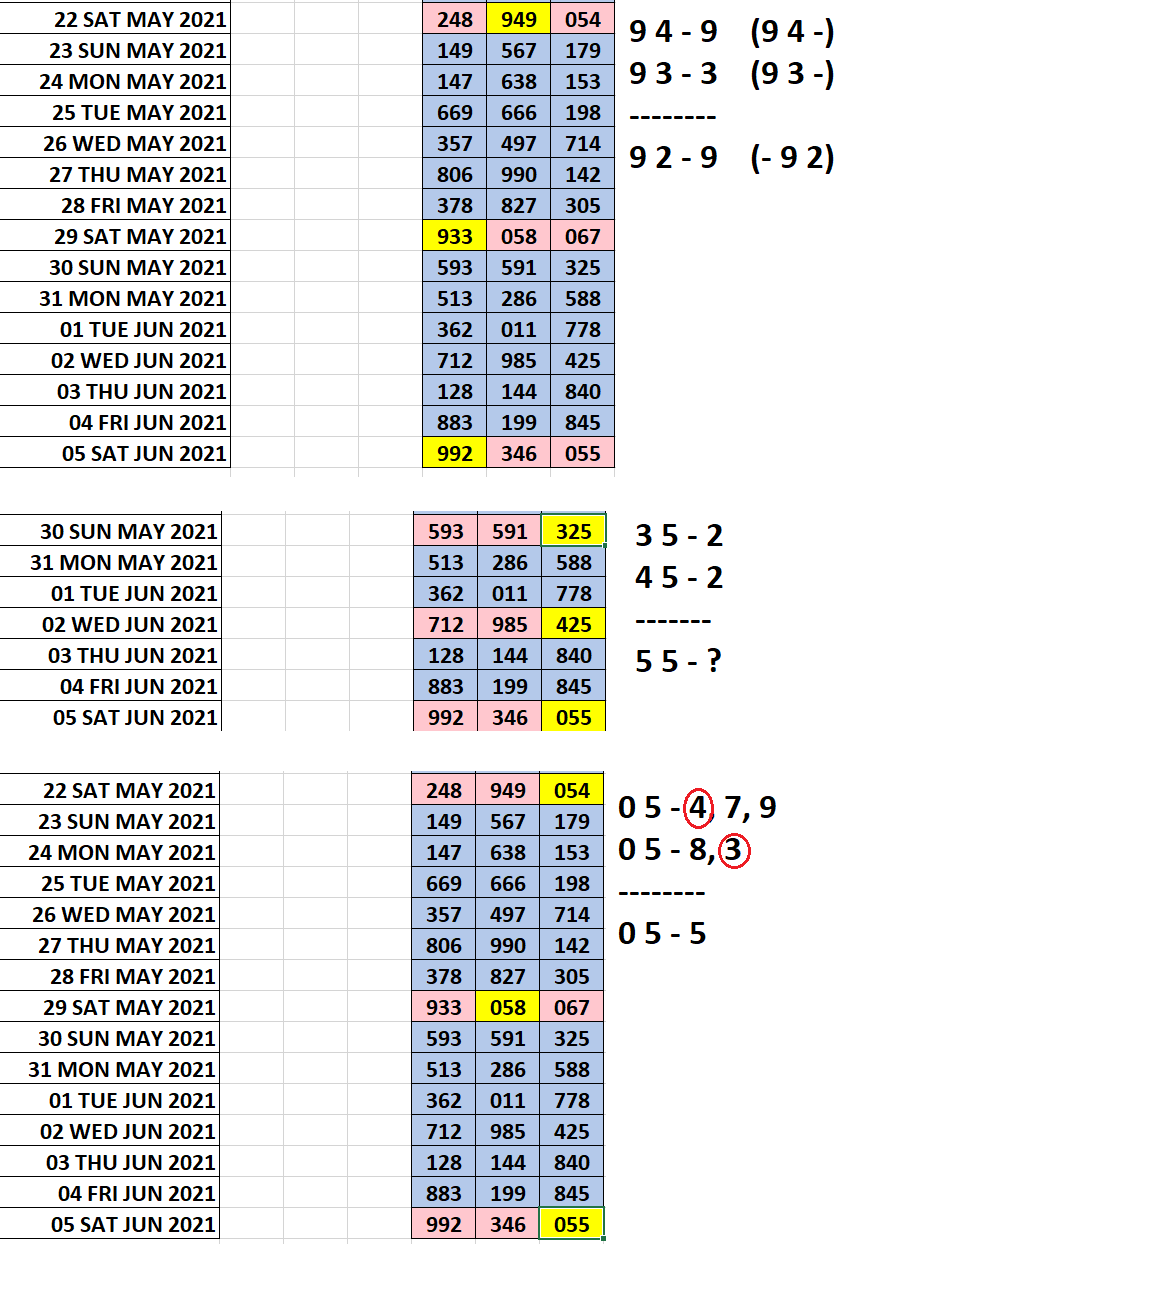 22 SAT MAY 2021 248 949 054 9 4 - 9 (9 4 -)
23 SUN MAY 2021 149 567 179
24 MON MAY 2021 147 638 153 9 3 - 3 (9 3 -)
25 TUE MAY 2021 669 666 198 --------
26 WED MAY 2021 357 497 714 9 2 - 9 (- 9 2)
27 THU MAY 2021 806 990 142
28 FRI MAY 2021 378 827 305
29 SAT MAY 2021 933 058 067
30 SUN MAY 2021 593 591 325
31 MON MAY 2021 513 286 588
01 TUE JUN 2021 362 011 778
02 WED JUN 2021 712 985 425
03 THU JUN 2021 128 144 840
04 FRI JUN 2021 883 199 845
05 SAT JUN 2021 992 346 055
30 SUN MAY 2021 593 591 325 3 5 - 2
31 MON MAY 2021 513 286 588 4 5 - 2
01 TUE JUN 2021 362 011 778
02 WED JUN 2021 712 985 425 -------
03 THU JUN 2021 128 144 840 5 5 - ?
04 FRI JUN 2021 883 199 845
05 SAT JUN 2021 992 346 055
22 SAT MAY 2021 248 949 054 0 5 - 4, 7, 9
23 SUN MAY 2021 149 567 179
24 MON MAY 2021 147 638 153 0 5 - 8, 3
25 TUE MAY 2021 669 666 198 --------
26 WED MAY 2021 357 497 714 0 5 - 5
27 THU MAY 2021 806 990 142
28 FRI MAY 2021 378 827 305
29 SAT MAY 2021 933 058 067
30 SUN MAY 2021 593 591 325
31 MON MAY 2021 513 286 588
01 TUE JUN 2021 362 011 778
02 WED JUN 2021 712 985 425
03 THU JUN 2021 128 144 840
04 FRI JUN 2021 883 199 845
05 SAT JUN 2021 992 346 055